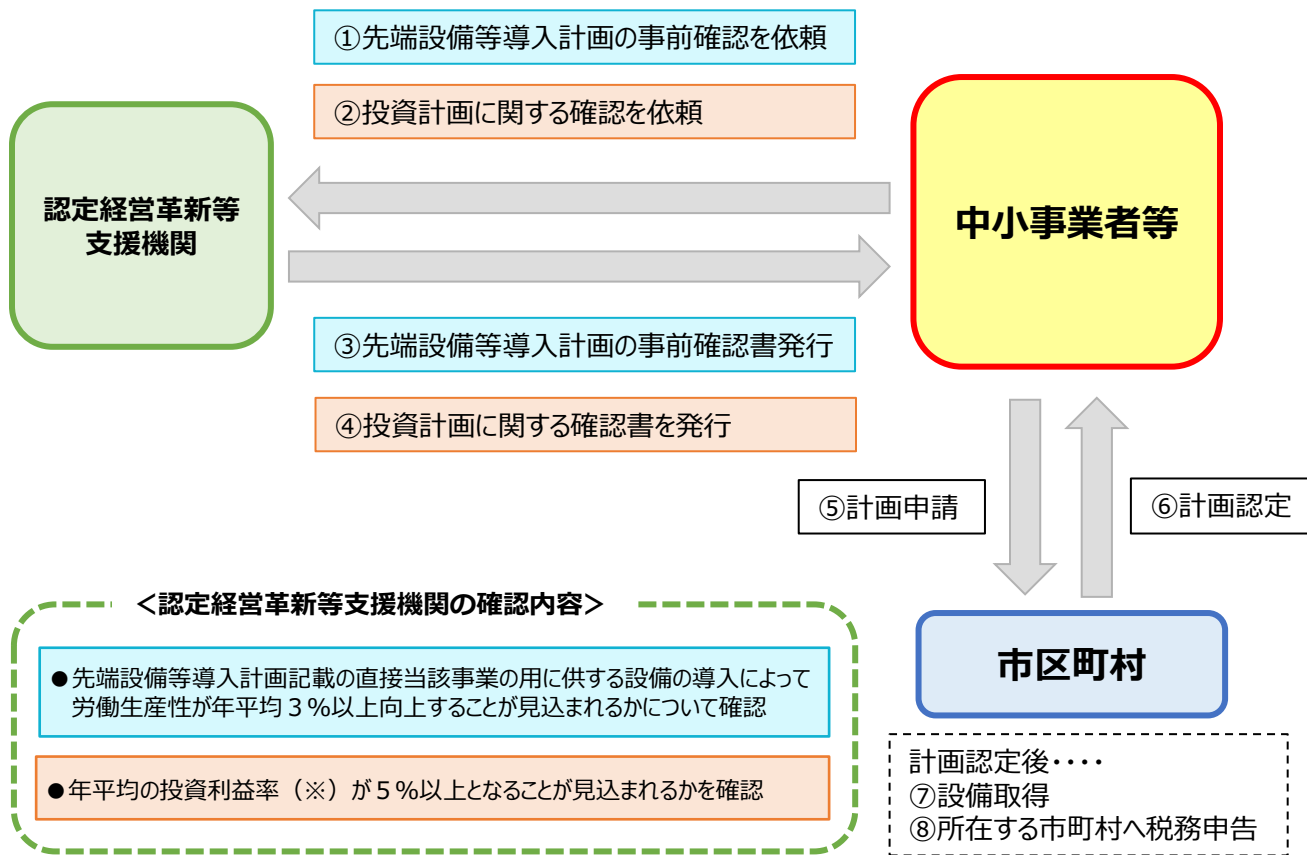 ①先端設備等導入計画の事前確認を依頼
②投資計画に関する確認を依頼
認定経営革新等
支援機関
中小事業者等
③先端設備等導入計画の事前確認書発行
④投資計画に関する確認書を発行
⑤計画申請
⑥計画認定
＜認定経営革新等支援機関の確認内容＞
●先端設備等導入計画記載の直接当該事業の用に供する設備の導入によって
労働生産性が年平均３％以上向上することが見込まれるかについて確認
●年平均の投資利益率（※）が５％以上となることが見込まれるかを確認
市区町村
計画認定後････
⑦設備取得
⑧所在する市町村へ税務申告